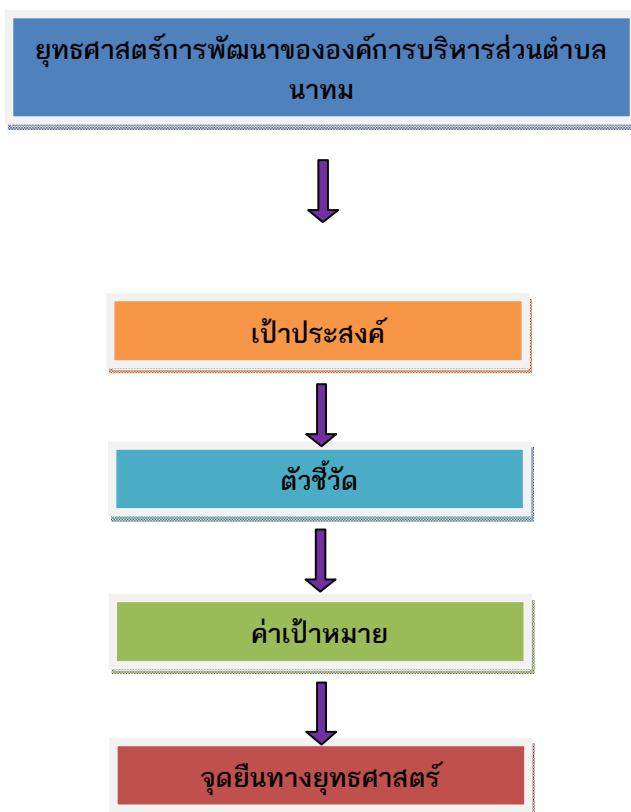 ยุทธศาสตร์การพัฒนาขององค์การบริหารส่วนตำบล
นาทม
เป้าประสงค์
ตัวชี้วัด
ค่าเป้าหมาย
จุดยืนทางยุทธศาสตร์